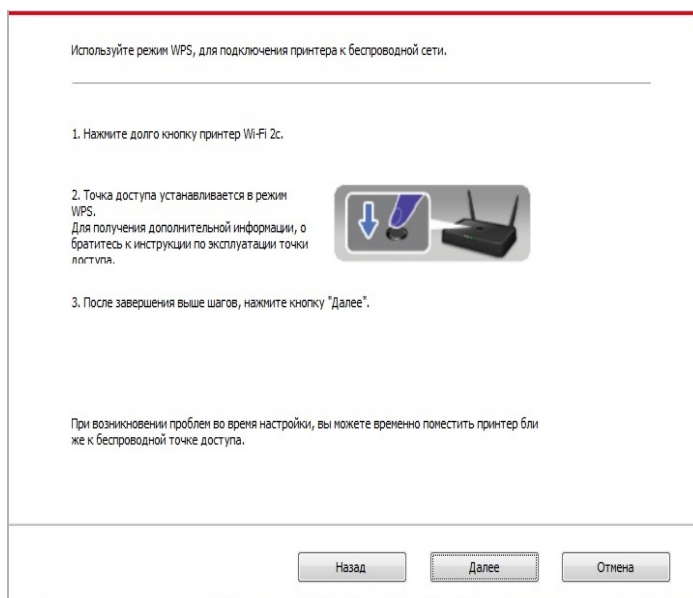 Используйте режим WPS, для подключения принтера к беспроводной сети.
1. Нажмите долго кнопку принтер Wi-Fi 2с.
2. Точка доступа устанавливается в режим
WPS.
Для получения дополнительной информации, о
братитесь к инструкции по эксплуатации точки
доступа.
3. После завершения выше шагов, нажмите кнопку "Далее".
При возникновении проблем во время настройки, вы можете временно поместить принтер бли
же к беспроводной точке доступа.
Назад Далее Отмена